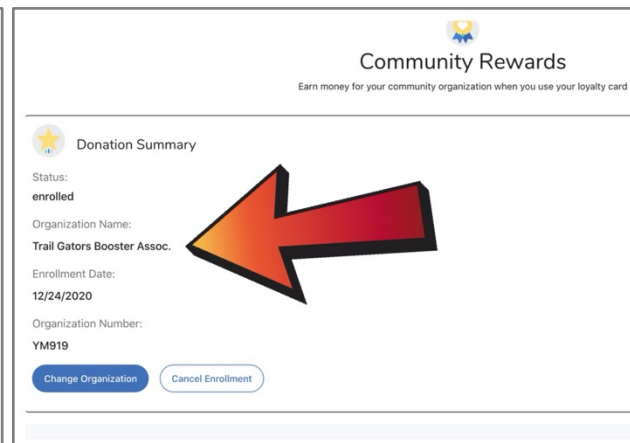 Community Rewards
Earn money for your community organization when you use your loyalty card
Donation Summary
Status:
enrolled
Organization Name:
Trail Gators Booster Assoc.
Enrollment Date:
12/24/2020
Organization Number:
YM919
Change Organization
Cancel Enrollment